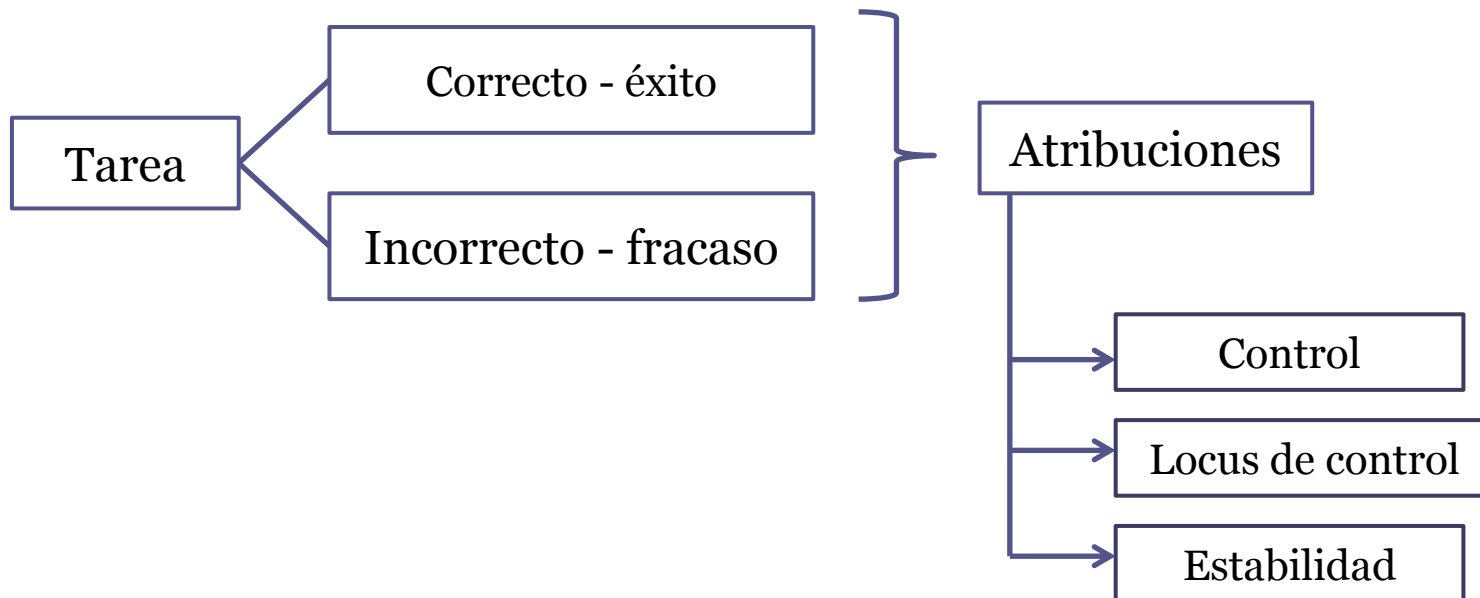 Tarea
Correcto - éxito
Incorrecto - fracaso
Atribuciones
Control
Locus de control
Estabilidad